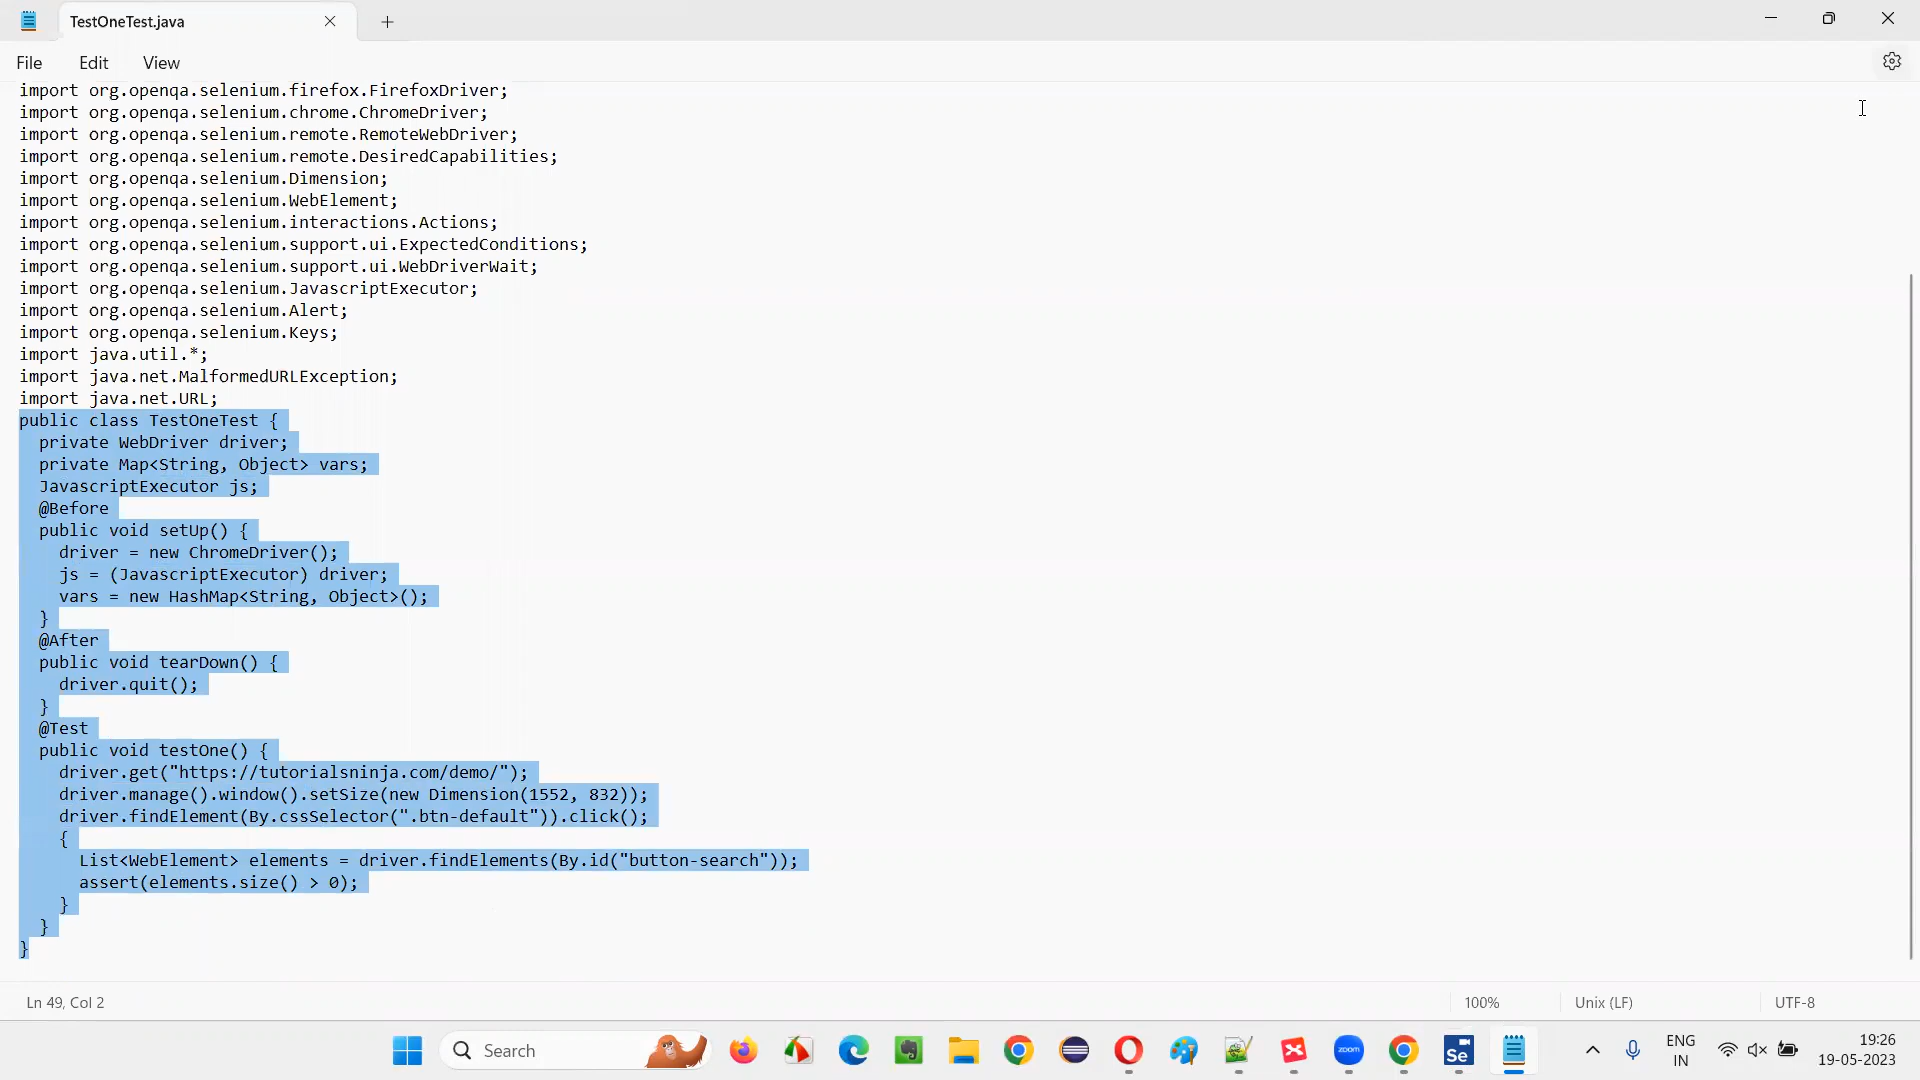 TestOneTest.java
File Edit View
import org.openqa.selenium.firefox.FirefoxDriver;
import org.openqa.selenium.chrome.ChromeDriver;
import org.openqa.selenium.remote.RemoteWebDriver;
import org.openqa.selenium.remote.DesiredCapabilities;
import org.openqa.selenium.Dimension;
import org.openqa.selenium.WebElement;
import org.openqa.selenium.interactions.Actions;
import org.openqa.selenium.support.ui.ExpectedConditions;
import org.openqa.selenium.support.ui.WebDriverWait;
import org.openqa.selenium.JavascriptExecutor;
import org.openqa.selenium.Alert;
import org.openqa.selenium.Keys;
import java.util.*;
import java.net.MalformedURLException;
import java.net.URL;
public class TestOneTest {
  private WebDriver driver;
  private Map<String, Object> vars;
  JavascriptExecutor js;
  @Before
  public void setUp() {
    driver = new ChromeDriver();
    js = (JavascriptExecutor) driver;
    vars = new HashMap<String, Object>();
  }
  @After
  public void tearDown() {
    driver.quit();
  }
  @Test
  public void testOne() {
    driver.get("https://tutorialsninja.com/demo/");
    driver.manage().window().setSize(new Dimension(1552, 832));
    driver.findElement(By.cssSelector(".btn-default")).click();
    {
      List<WebElement> elements = driver.findElements(By.id("button-search"));
      assert(elements.size() > 0);
    }
  }
}
Ln 49, Col 2 100% Unix (LF) UTF-8
Search zoom Se ENG 19:26
IN 19-05-2023